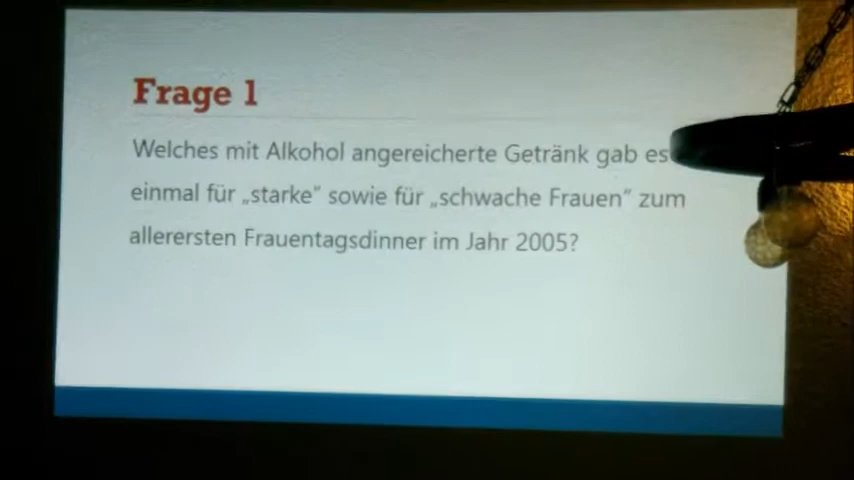 Frage 1
Welches mit Alkohol angereicherte Getränk gab es
einmal für „starke“ sowie für „schwache Frauen“ zum
allerersten Frauentagsdinner im Jahr 2005?